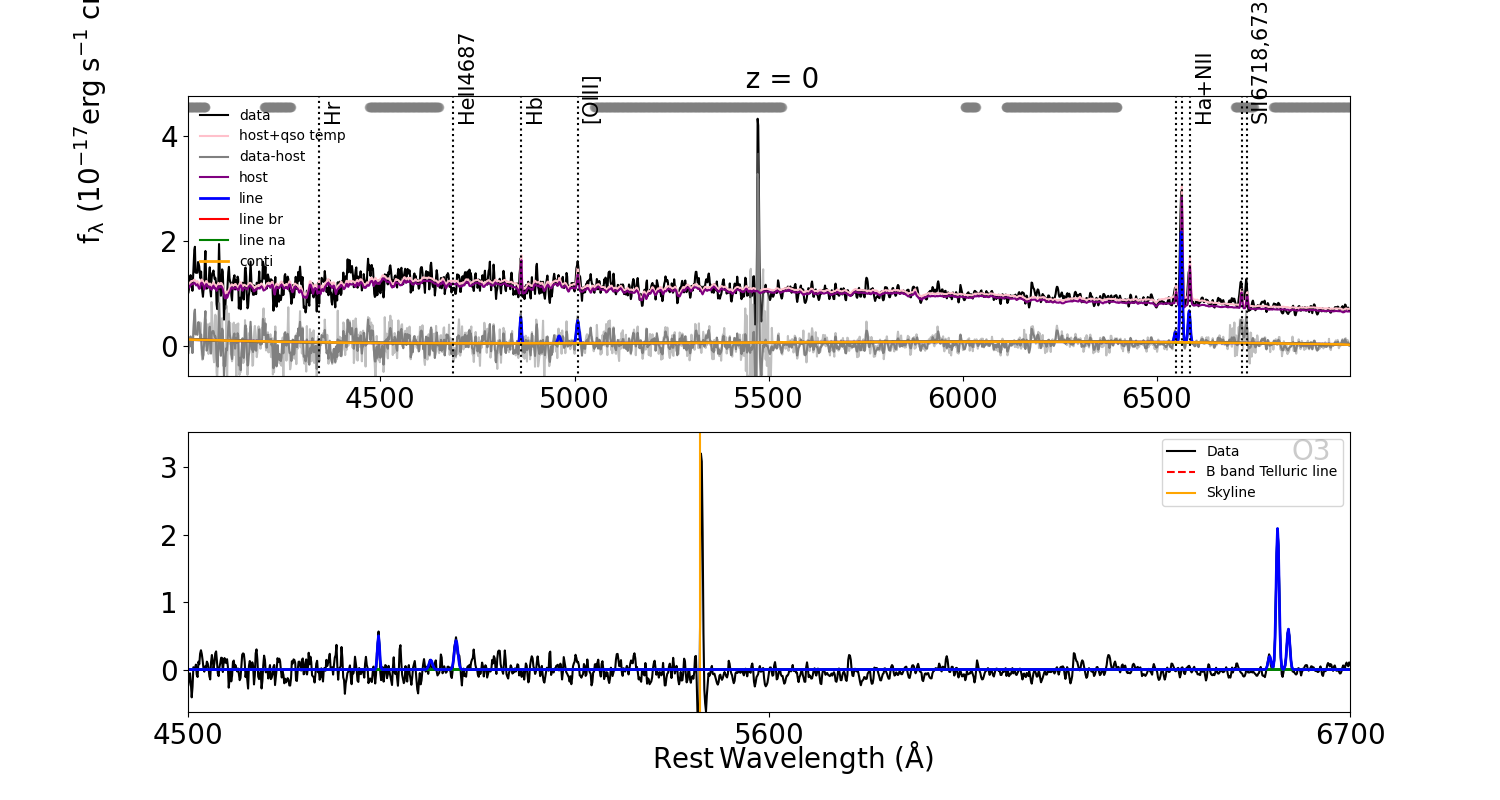 z = 0
f_λ (10^−17 erg s^−1 c
Hr
HeII4687
Hb
[OIII]
Ha+NII
SII6718,673
data
host+qso temp
data-host
host
line
line br
line na
conti
4
2
0
4500 5000 5500 6000 6500
O3
Data
B band Telluric line
Skyline
3
2
1
0
4500 5600 6700
Rest Wavelength (Å)